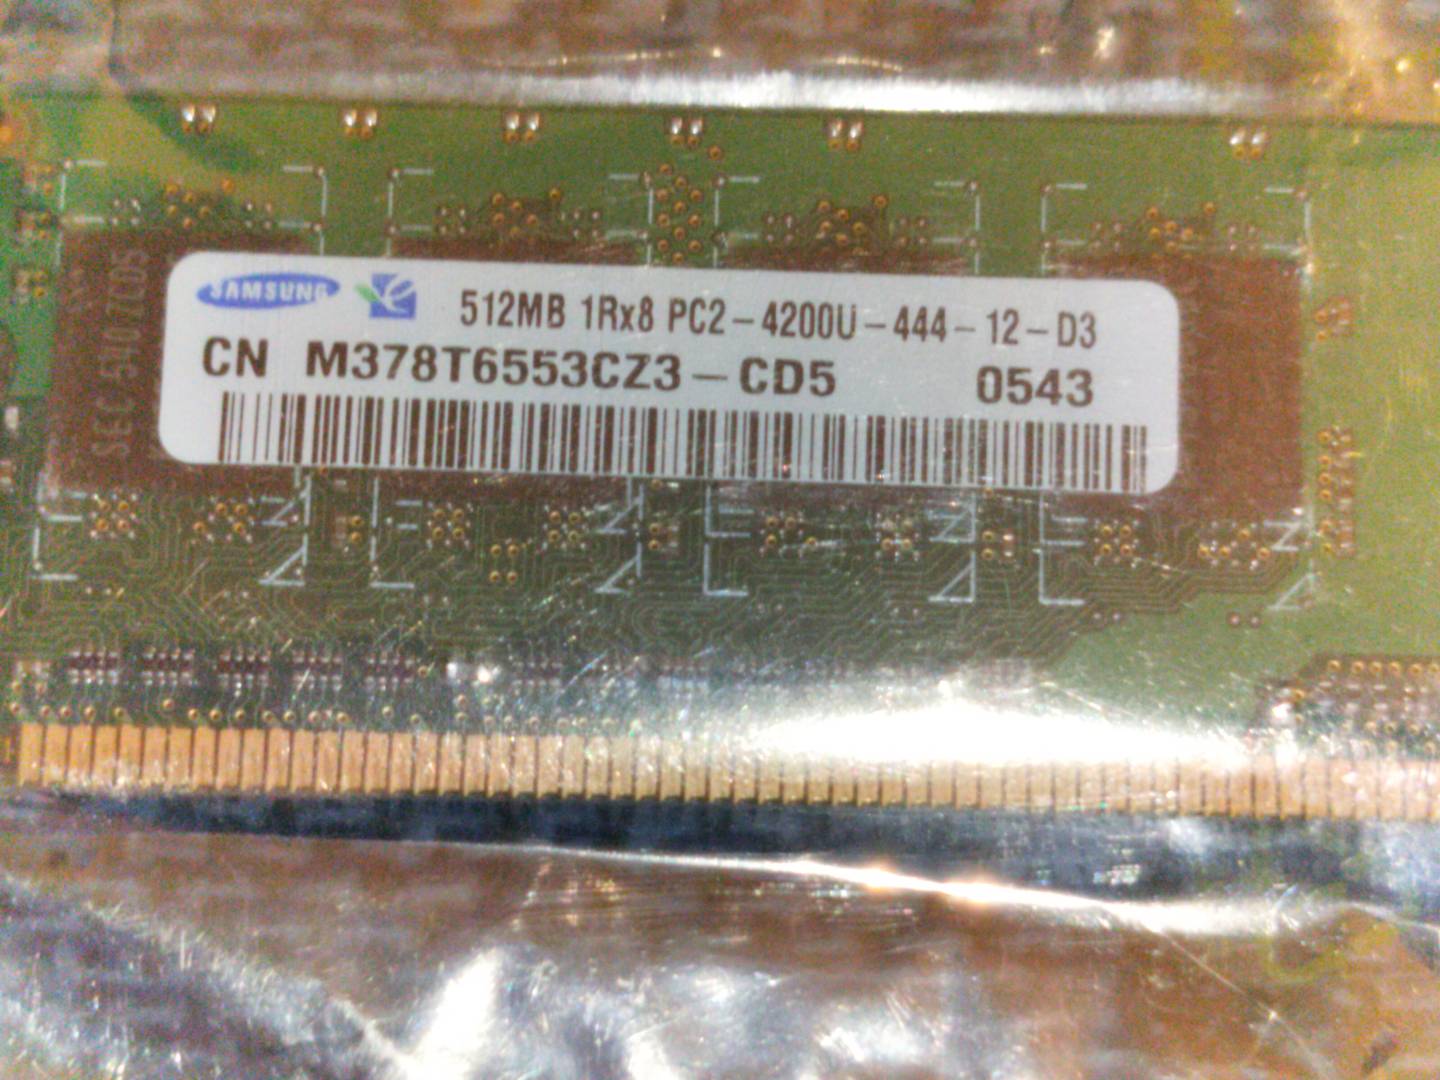 SAMSUNG e 512MB 1Rx8 PC2-4200U-444-12-D3
CN M378T6553CZ3-CD5 0543
SEC 510 ZCD5